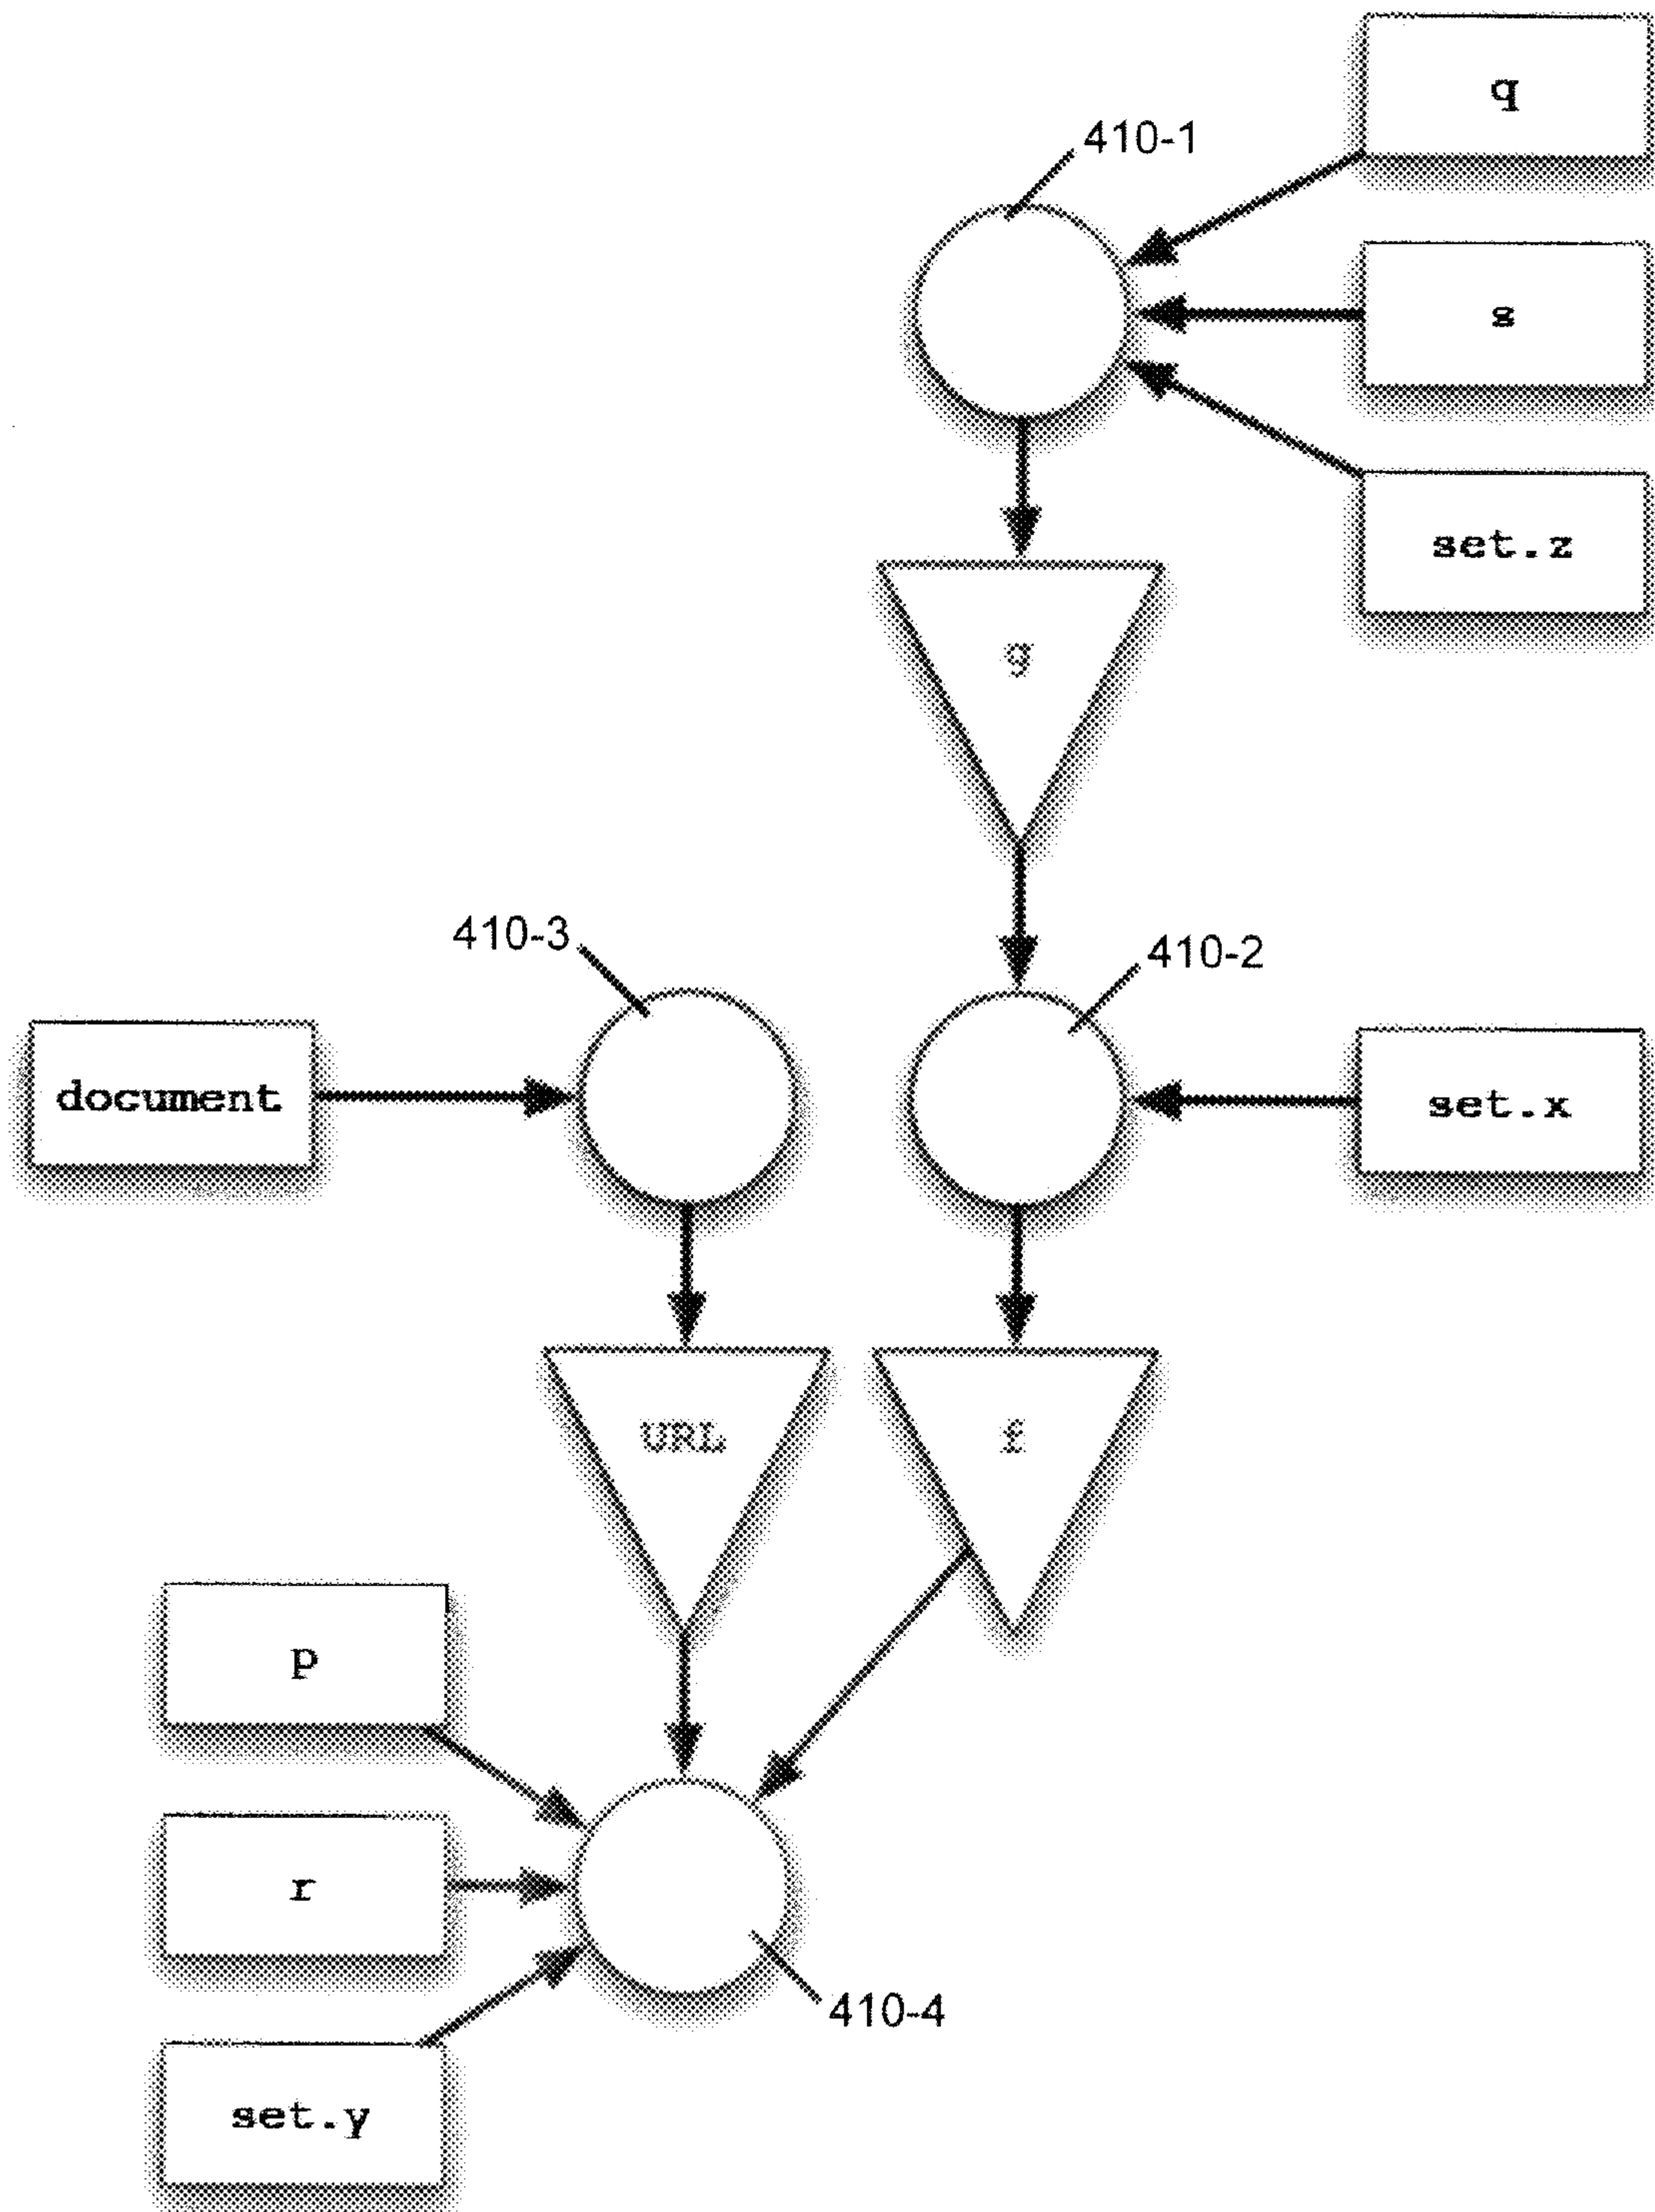 q
410-1
s
set.z
g
410-3
410-2
document
set.x
URL
f
p
r
410-4
set.y